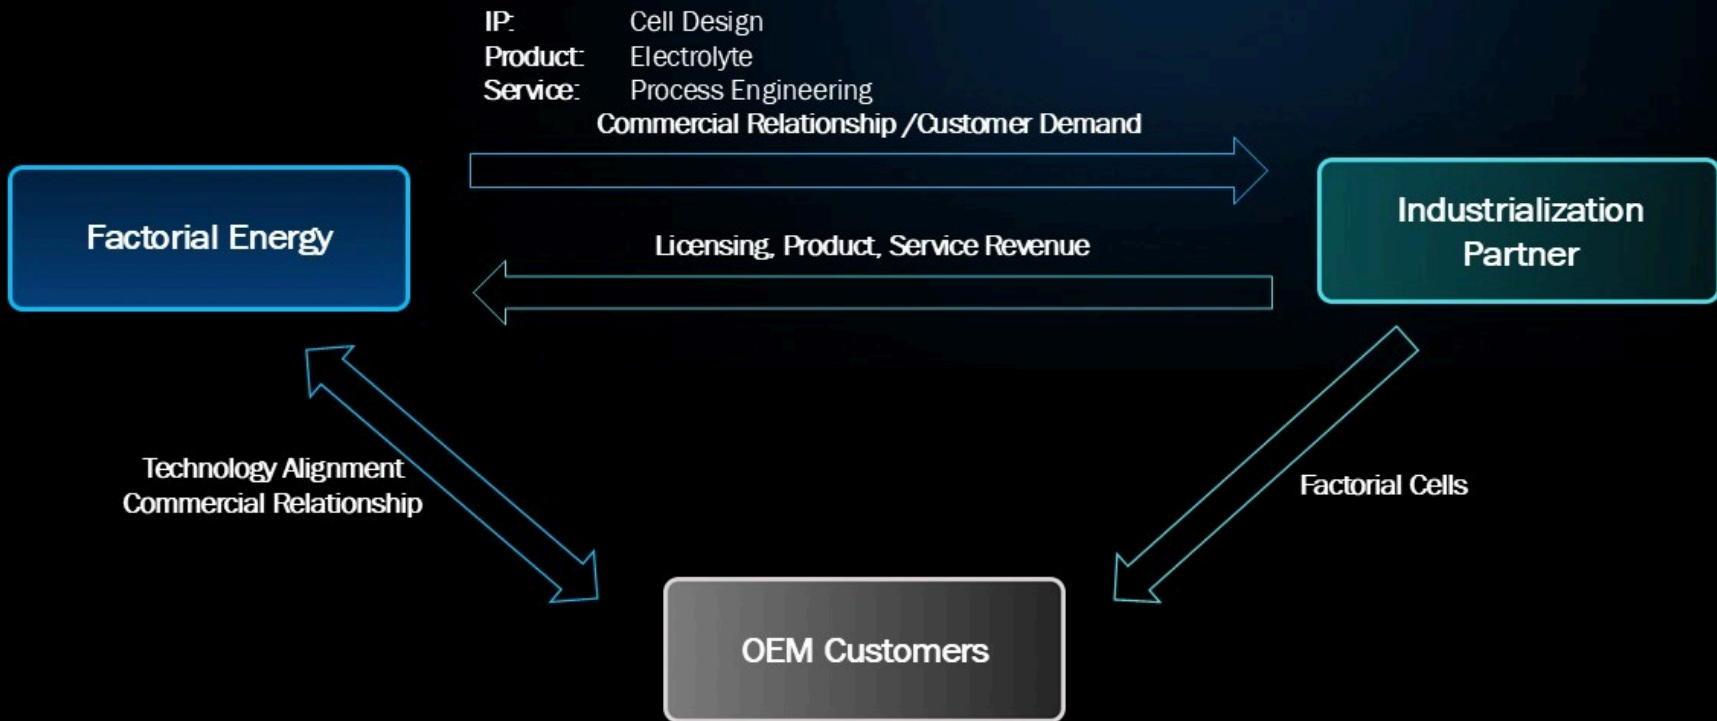 IP: Cell Design
Product: Electrolyte
Service: Process Engineering
Commercial Relationship /Customer Demand
Factorial Energy
Industrialization
Partner
Licensing, Product, Service Revenue
Technology Alignment
Commercial Relationship
Factorial Cells
OEM Customers